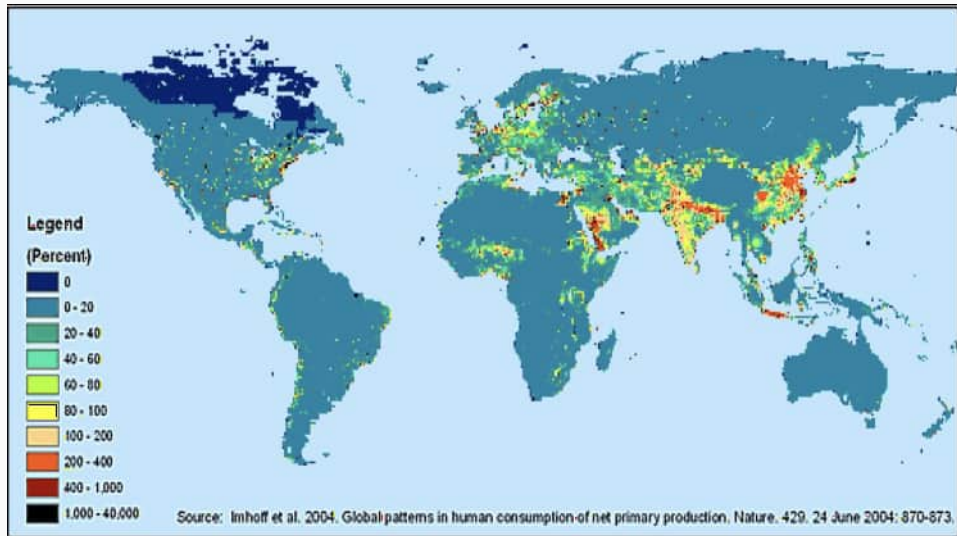 Legend
(Percent)
0
0 - 20
20 - 40
40 - 60
60 - 80
80 - 100
100 - 200
200 - 400
400 - 1,000
1,000 - 40,000
Source: Imhoff et al. 2004. Global patterns in human consumption of net primary production. Nature. 429. 24 June 2004: 870-873.